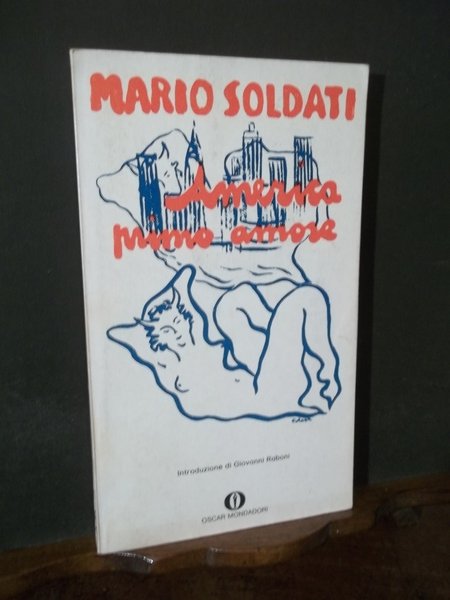 MARIO SOLDATI
America
primo amore
Introduzione di Giovanni Raboni
OSCAR MONDADORI